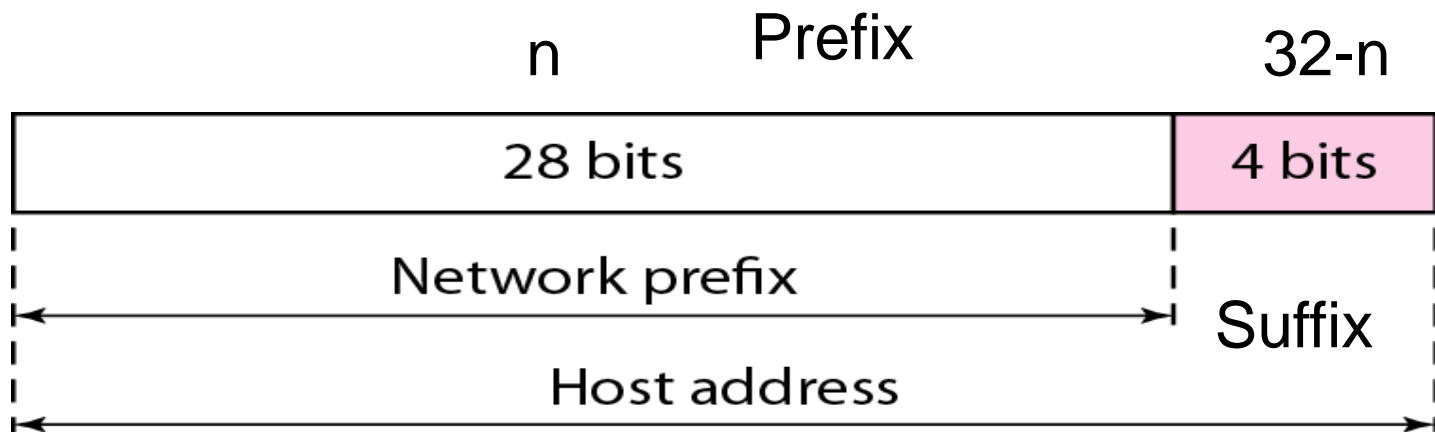 n Prefix 32-n
28 bits 4 bits
Network prefix
Suffix
Host address